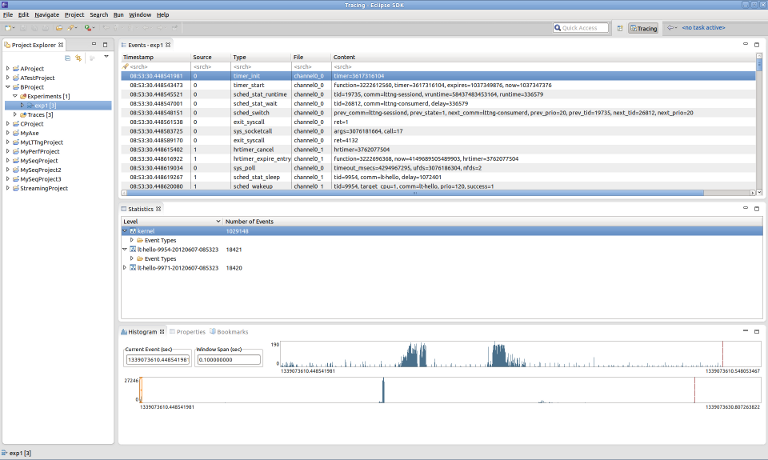 Tracing - Eclipse SDK
File Edit Navigate Project Search Run Window Help
Quick Access Tracing <no task active>
Project Explorer
AProject
ATestProject
BProject
Experiments [1]
exp1 [3]
Traces [3]
CProject
MyAxe
MyLTTngProject
MyPerfProject
MySeqProject
MySeqProject2
MySeqProject3
StreamingProject
Events - exp1
Timestamp Source Type File Content
<srch> <srch> <srch> <srch> <srch>
08:53:30.448541981 0 timer_init channel0_0 timer=3617316104
08:53:30.448543473 0 timer_start channel0_0 function=3222612560, timer=3617316104, expires=1037349876, now=1037347376
08:53:30.448545521 0 sched_stat_runtime channel0_0 tid=19735, comm=lttng-sessiond, vruntime=58437483453164, runtime=336579
08:53:30.448547001 0 sched_stat_wait channel0_0 tid=26812, comm=lttng-consumerd, delay=336579
08:53:30.448548151 0 sched_switch channel0_0 prev_comm=lttng-sessiond, prev_state=1, next_comm=lttng-consumerd, prev_prio=20, prev_tid=19735, next_tid=26812, next_prio=20
08:53:30.448561538 0 exit_syscall channel0_0 ret=1
08:53:30.448583725 0 sys_socketcall channel0_0 args=3076181664, call=17
08:53:30.448589170 0 exit_syscall channel0_0 ret=4132
08:53:30.448615402 1 hrtimer_cancel channel0_1 hrtimer=3762077504
08:53:30.448616922 1 hrtimer_expire_entry channel0_1 function=3222696368, now=4149689505489903, hrtimer=3762077504
08:53:30.448619034 0 sys_poll channel0_0 timeout_msecs=4294967295, ufds=3076186304, nfds=2
08:53:30.448619267 1 sched_stat_sleep channel0_1 tid=9954, comm=lt-hello, delay=1072401
08:53:30.448620080 1 sched_wakeup channel0_1 tid=9954, target_cpu=1, comm=lt-hello, prio=120, success=1
Statistics
Level Number of Events
kernel 1029148
Event Types
lt-hello-9954-20120607-085323 18421
Event Types
lt-hello-9971-20120607-085323 18420
Histogram Properties Bookmarks
Current Event (sec) Window Span (sec)
1339073610.448541981 0.100000000
193
0
1339073610.448541981 1339073610.548053467
27246
0
1339073610.448541981 1339073630.807263822
exp1 [3]